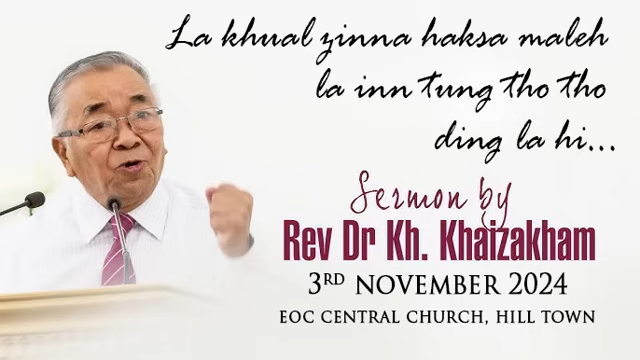 La khual zinna haksa maleh
la inn tung tho tho
ding la hi...
Sermon by
Rev Dr Kh. Khaizakham
3RD NOVEMBER 2024
EOC CENTRAL CHURCH, HILL TOWN